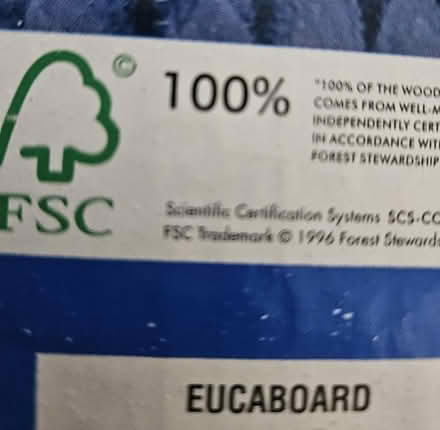 ©
100%
"100% OF THE WOOD
COMES FROM WELL-M
INDEPENDENTLY CERT
IN ACCORDANCE WIT
FOREST STEWARDSHIP
FSC
Scientific Certification Systems SCS-CO
FSC Trademark © 1996 Forest Stewards
EUCABOARD